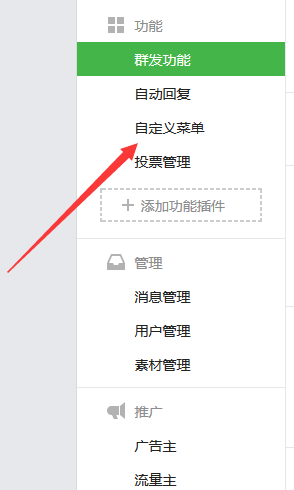 功能
群发功能
自动回复
自定义菜单
投票管理
添加功能插件
管理
消息管理
用户管理
素材管理
推广
广告主
流量主